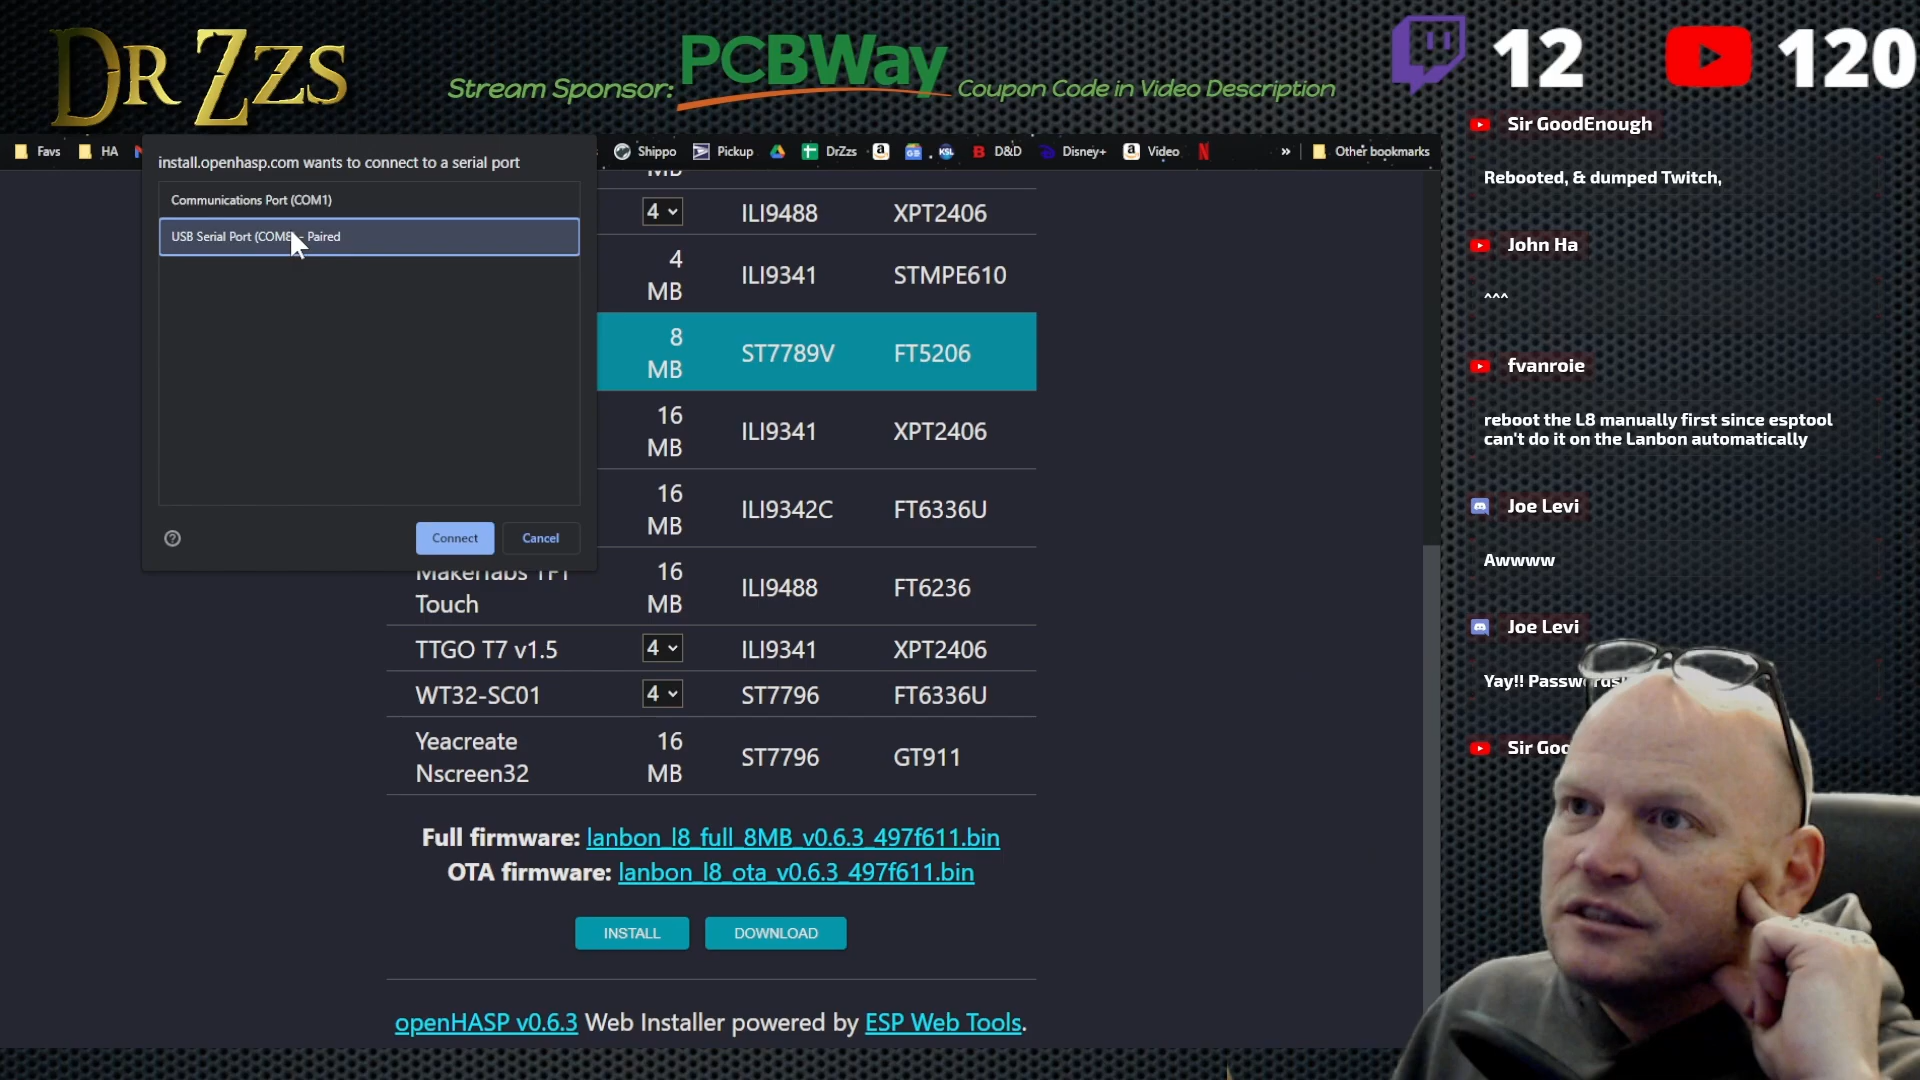 DR ZZS
Stream Sponsor: PCBWay Coupon Code in Video Description
12
120
Favs
HA
Shippo
Pickup
DrZzs
D&D
Disney+
Video
»
Other bookmarks
install.openhasp.com wants to connect to a serial port
Communications Port (COM1)
USB Serial Port (COM8) - Paired
Connect
Cancel
MB
4 ILI9488 XPT2406
4 MB ILI9341 STMPE610
8 MB ST7789V FT5206
16 MB ILI9341 XPT2406
16 MB ILI9342C FT6336U
Makerfabs TFT
Touch
16 MB ILI9488 FT6236
TTGO T7 v1.5 4 ILI9341 XPT2406
WT32-SC01 4 ST7796 FT6336U
Yeacreate
Nscreen32
16 MB ST7796 GT911
Full firmware: lanbon_l8_full_8MB_v0.6.3_497f611.bin
OTA firmware: lanbon_l8_ota_v0.6.3_497f611.bin
INSTALL
DOWNLOAD
openHASP v0.6.3 Web Installer powered by ESP Web Tools.
Sir GoodEnough
Rebooted, & dumped Twitch,
John Ha
^^^
fvanroie
reboot the L8 manually first since esptool
can't do it on the Lanbon automatically
Joe Levi
Awwww
Joe Levi
Yay!! Passwords!
Sir Goo